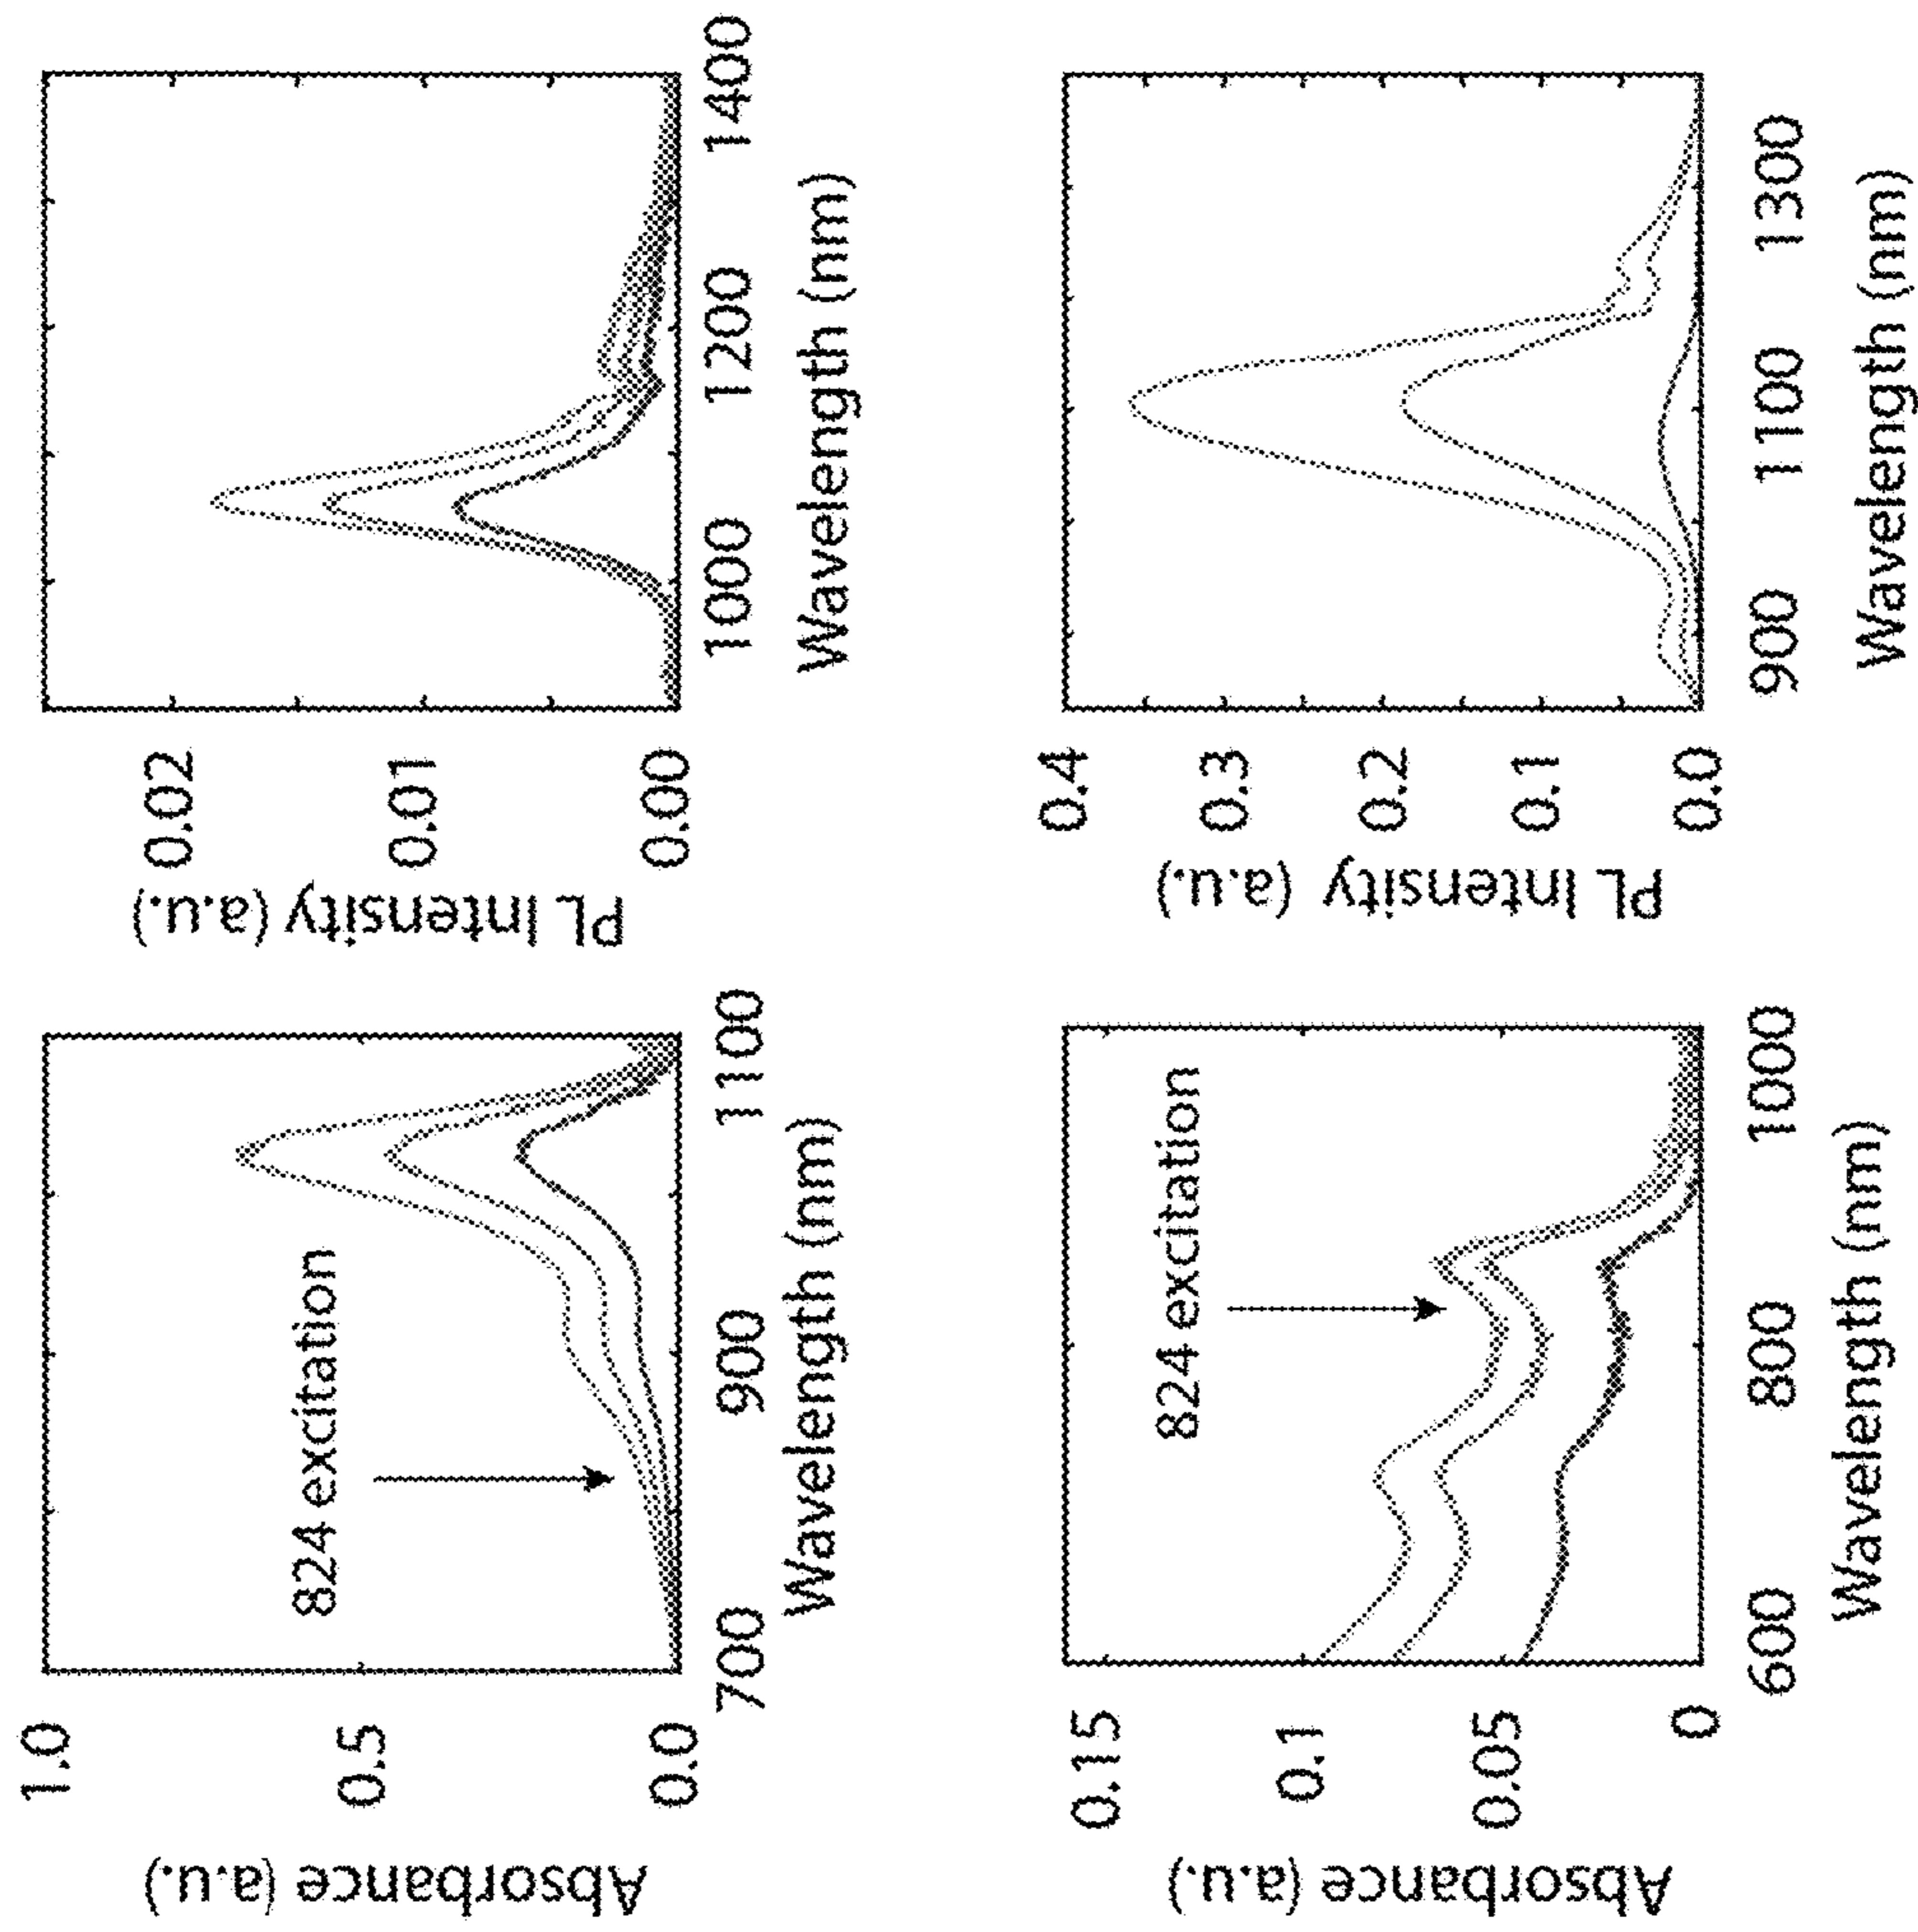 1.0
0.5
0.0
Absorbance (a.u.)
824 excitation
700
900
1100
Wavelength (nm)
0.02
0.01
0.00
PL Intensity (a.u.)
1000
1200
1400
Wavelength (nm)
0.15
0.1
0.05
0
Absorbance (a.u.)
824 excitation
600
800
1000
Wavelength (nm)
0.4
0.3
0.2
0.1
0.0
PL Intensity (a.u.)
900
1100
1300
Wavelength (nm)